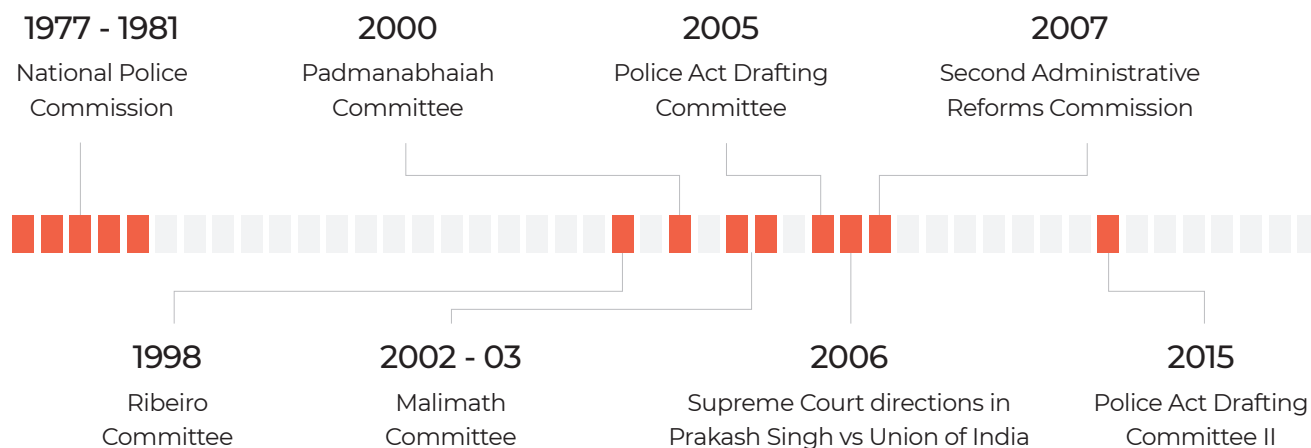 1977 - 1981
National Police
Commission
2000
Padmanabhaiah
Committee
2005
Police Act Drafting
Committee
2007
Second Administrative
Reforms Commission
1998
Ribeiro
Committee
2002 - 03
Malimath
Committee
2006
Supreme Court directions in
Prakash Singh vs Union of India
2015
Police Act Drafting
Committee II